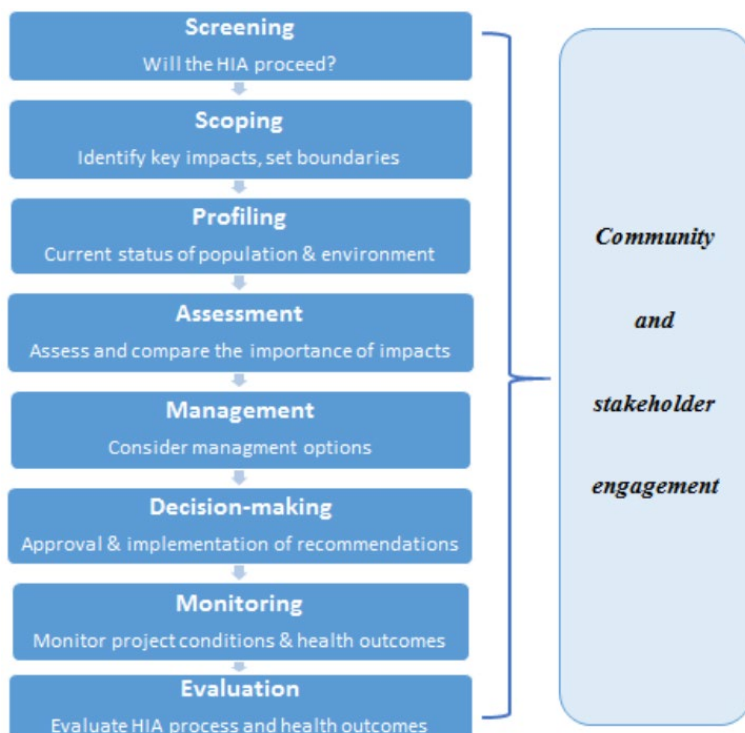 Screening
Will the HIA proceed?
Scoping
Identify key impacts, set boundaries
Profiling
Current status of population & environment
Assessment
Assess and compare the importance of impacts
Management
Consider managment options
Decision-making
Approval & implementation of recommendations
Monitoring
Monitor project conditions & health outcomes
Evaluation
Evaluate HIA process and health outcomes
Community
and
stakeholder
engagement